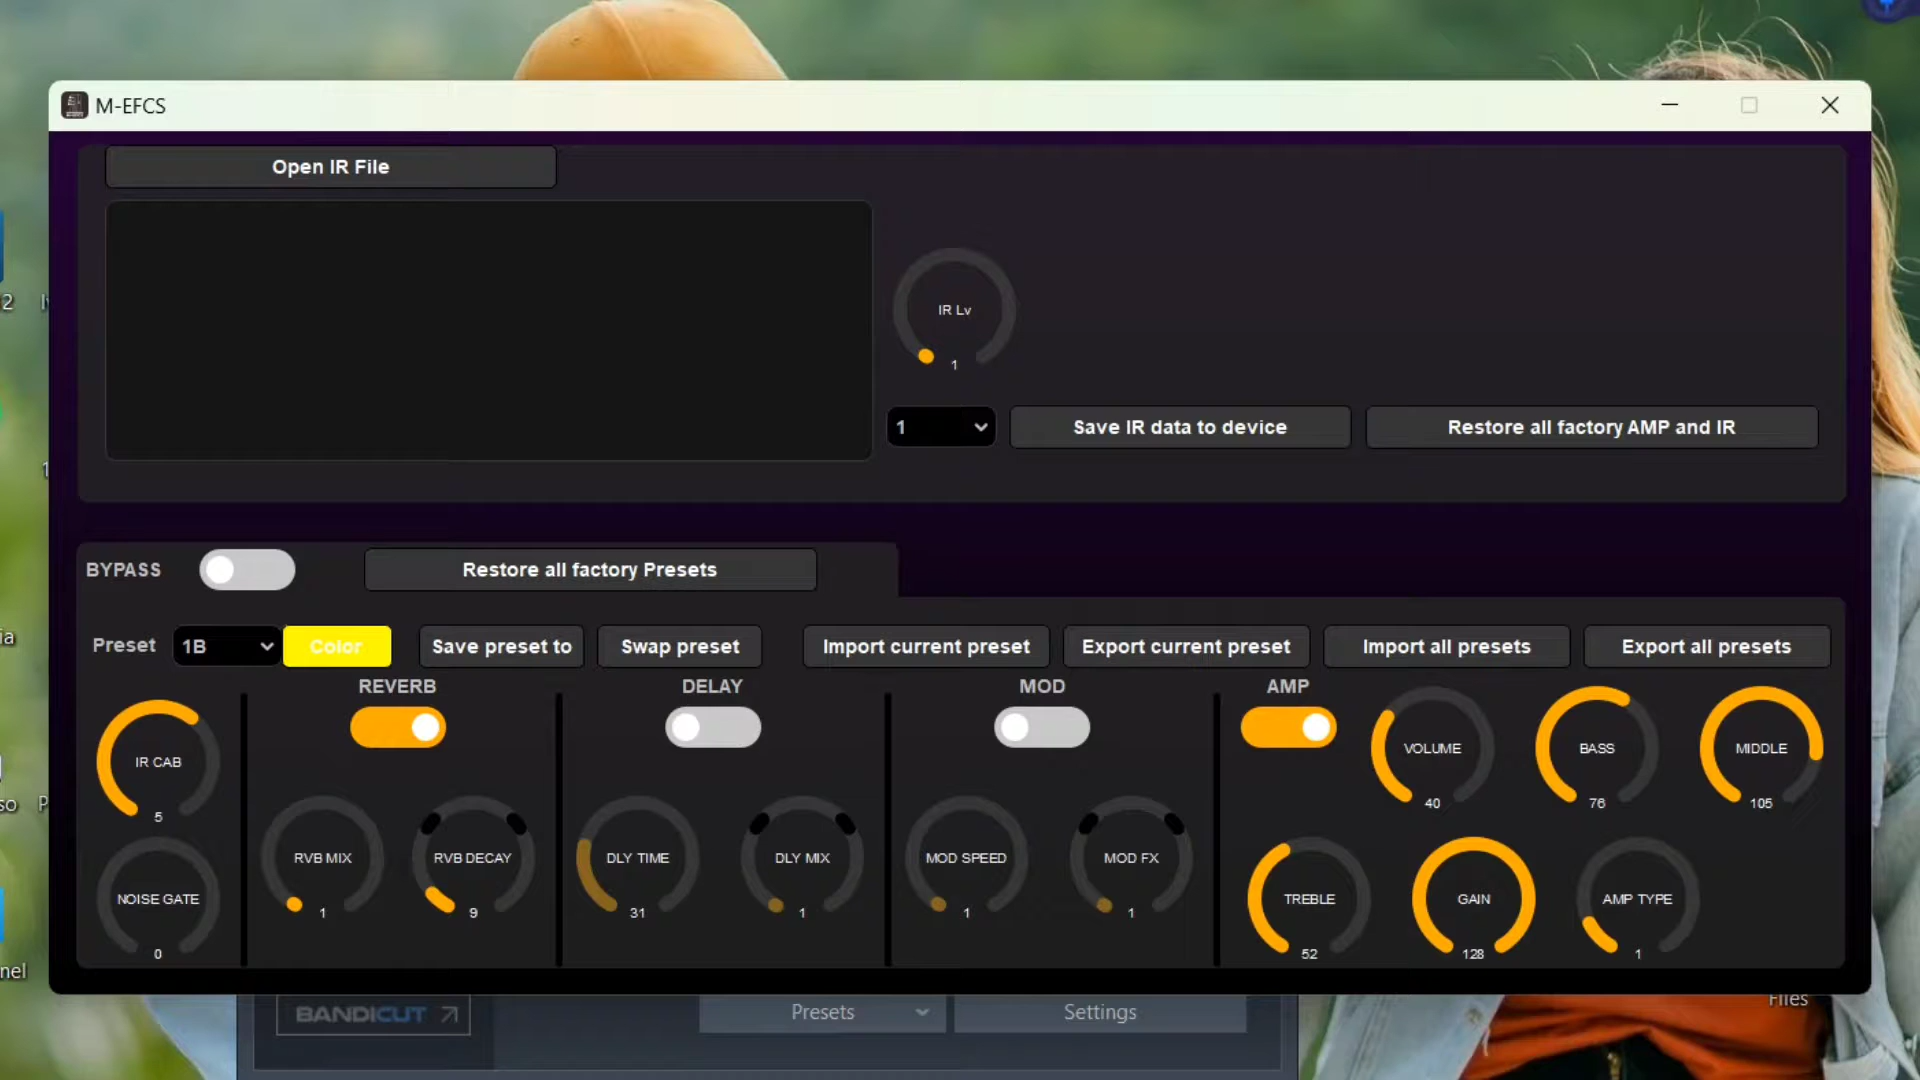 M-EFCS
Open IR File
IR Lv
1
1
Save IR data to device
Restore all factory AMP and IR
BYPASS
Restore all factory Presets
Preset
1B
Color
Save preset to
Swap preset
Import current preset
Export current preset
Import all presets
Export all presets
REVERB
DELAY
MOD
AMP
IR CAB
5
VOLUME
40
BASS
76
MIDDLE
105
RVB MIX
1
RVB DECAY
9
DLY TIME
31
DLY MIX
1
MOD SPEED
1
MOD FX
1
NOISE GATE
0
TREBLE
52
GAIN
128
AMP TYPE
1
2
ia
so
nel
BANDICUT
Presets
Settings
Files